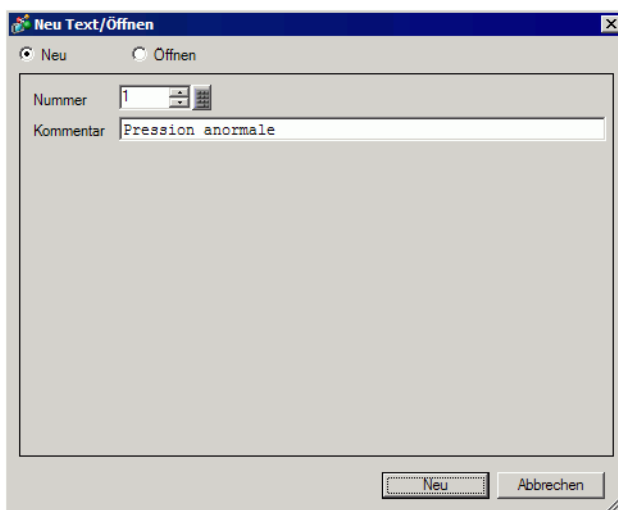 Neu Text/Öffnen
Neu Öffnen
Nummer 1
Kommentar Pression anormale
Neu Abbrechen